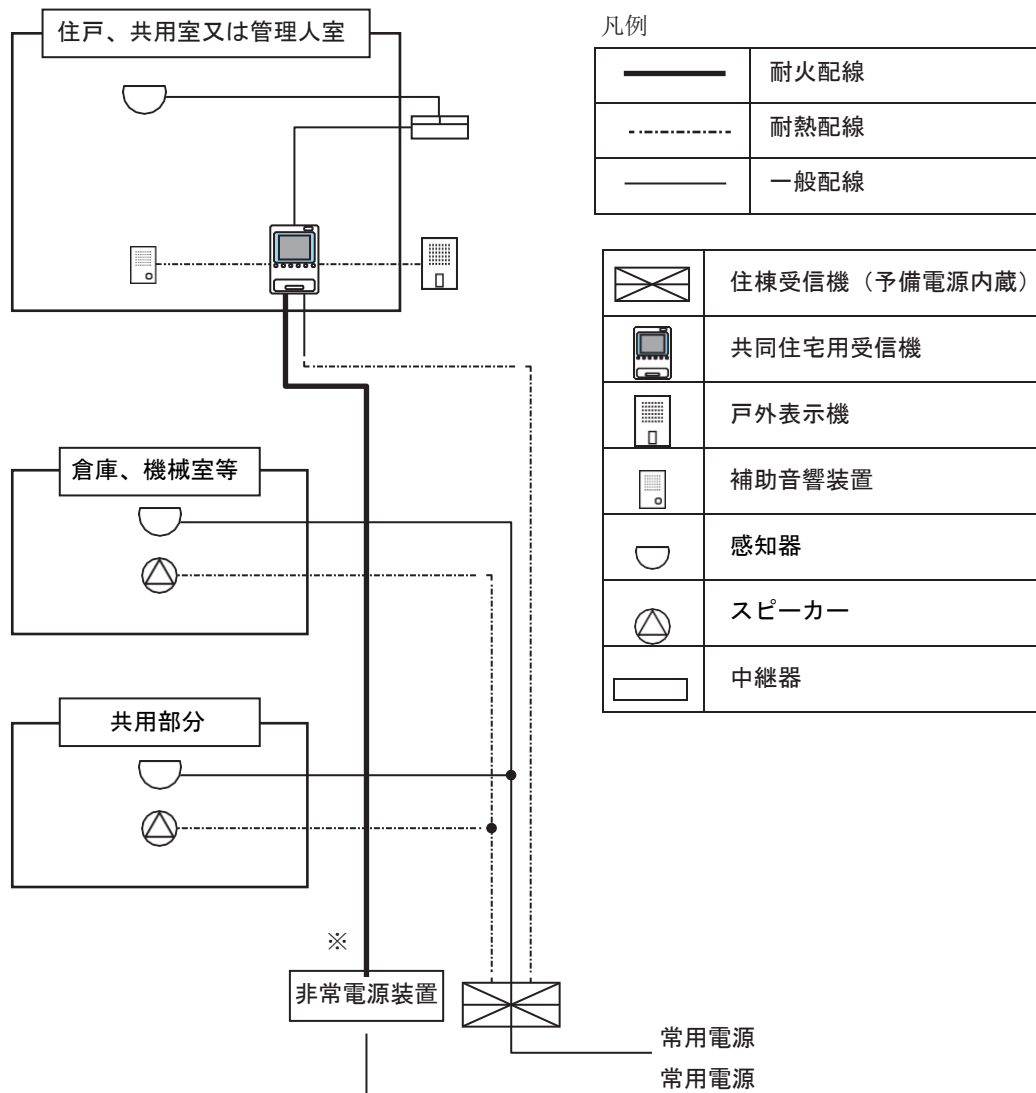 住戸、共用室又は管理人室
凡例
耐火配線
耐熱配線
一般配線
住棟受信機（予備電源内蔵）
共同住宅用受信機
戸外表示機
補助音響装置
感知器
スピーカー
中継器
倉庫、機械室等
共用部分
※
非常電源装置
常用電源
常用電源